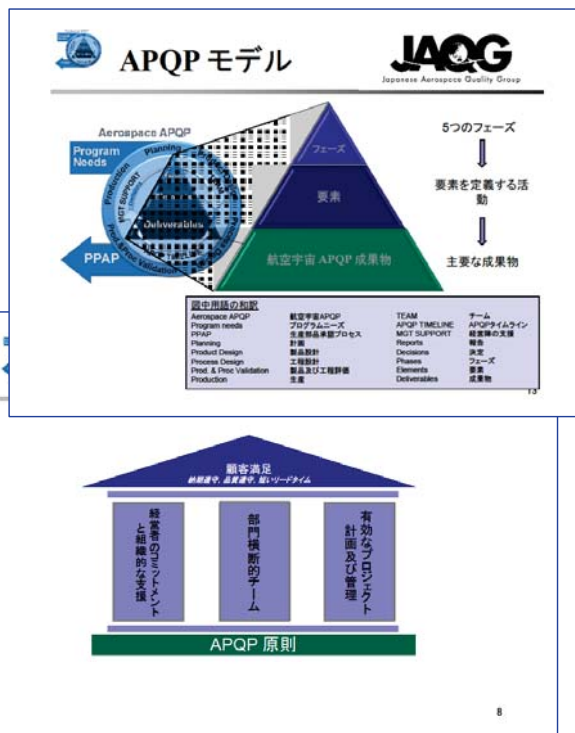 APQP モデル
JAQG
Japanese Aerospace Quality Group
Aerospace APQP
Program
Needs
Planning
Production
MGT SUPPORT
Deliverables
Prod. & Proc Validation
PPAP
フェーズ
要素
航空宇宙 APQP 成果物
5つのフェーズ
要素を定義する活
動
主要な成果物
図中用語の和訳
Aerospace APQP 航空宇宙APQP
Program needs プログラムニーズ
PPAP 生産部品承認プロセス
Planning 計画
Product Design 製品設計
Process Design 工程設計
Prod. & Proc Validation 製品及び工程評価
Production 生産
TEAM チーム
APQP TIMELINE APQPタイムライン
MGT SUPPORT 経営陣の支援
Reports 報告
Decisions 決定
Phases フェーズ
Elements 要素
Deliverables 成果物
13
顧客満足
納期遵守, 品質遵守, 短いリードタイム
経営者のコミットメント
と組織的な支援
部門横断的チーム
有効なプロジェクト
計画及び管理
APQP 原則
8